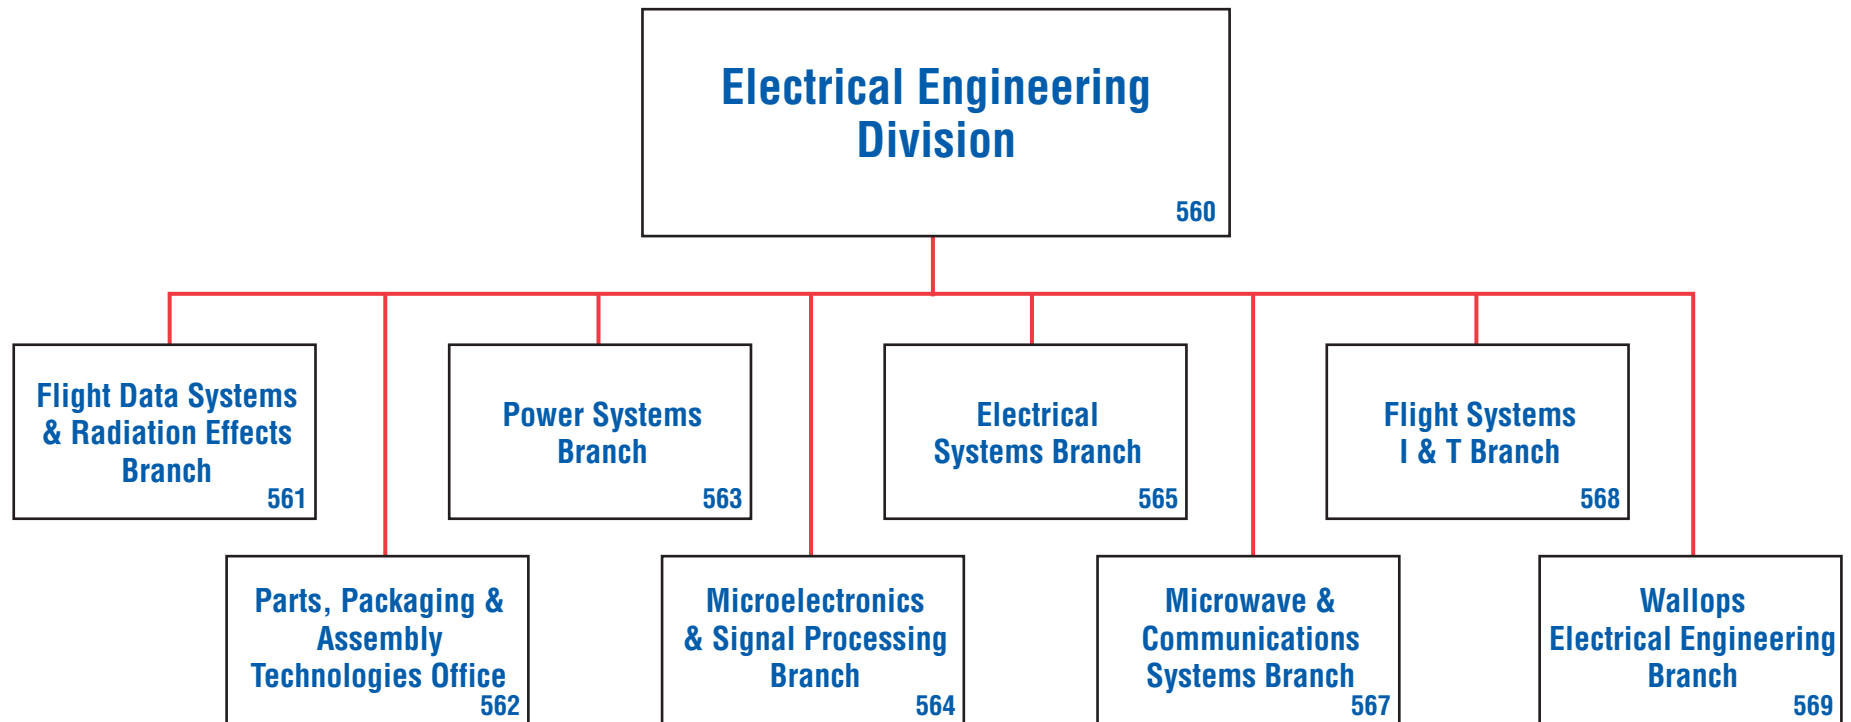 Electrical Engineering
Division
560
Flight Data Systems
& Radiation Effects
Branch
561
Power Systems
Branch
563
Electrical
Systems Branch
565
Flight Systems
I & T Branch
568
Parts, Packaging &
Assembly
Technologies Office
562
Microelectronics
& Signal Processing
Branch
564
Microwave &
Communications
Systems Branch
567
Wallops
Electrical Engineering
Branch
569